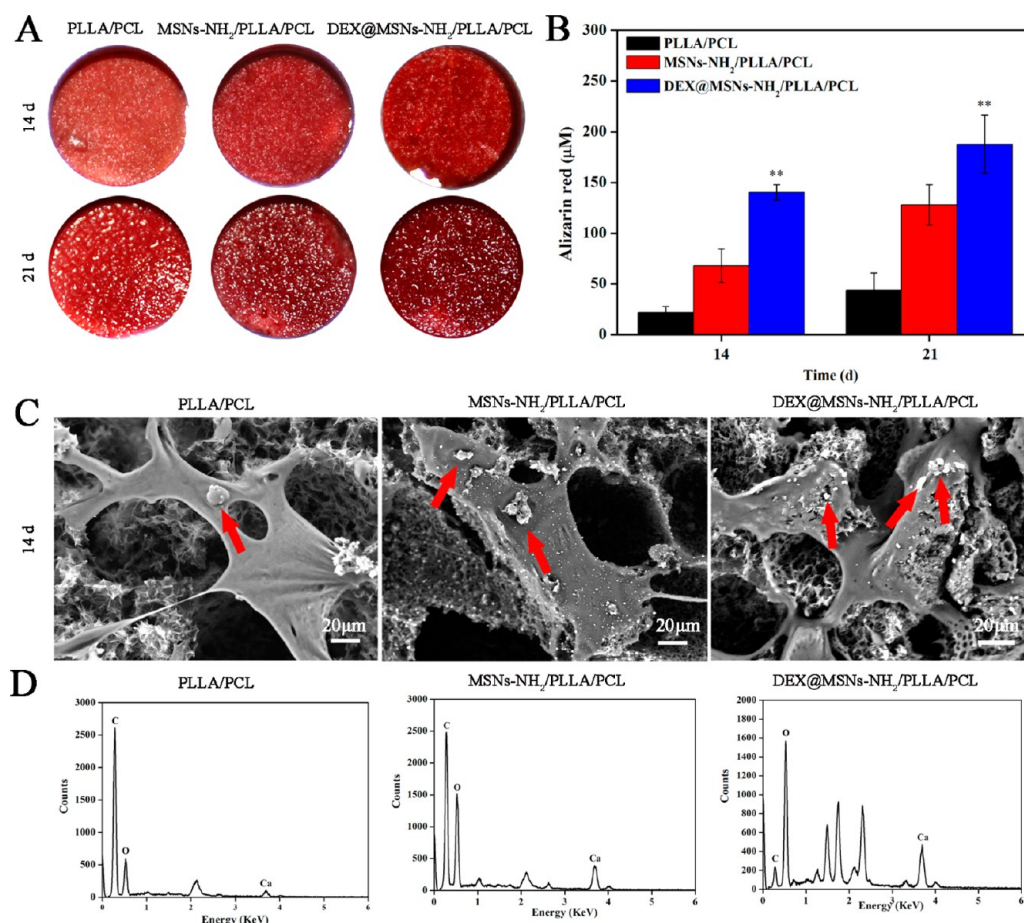 A
PLLA/PCL MSNs-NH2/PLLA/PCL DEX@MSNs-NH2/PLLA/PCL
14 d
21 d
B
300
250
200
150
100
50
0
Alizarin red (μM)
PLLA/PCL
MSNs-NH2/PLLA/PCL
DEX@MSNs-NH2/PLLA/PCL
**
**
14 21
Time (d)
C
PLLA/PCL MSNs-NH2/PLLA/PCL DEX@MSNs-NH2/PLLA/PCL
14 d
20μm 20μm 20μm
D
PLLA/PCL
3000
2500
2000
1500
1000
500
0
Counts
C
O
Ca
0 1 2 3 4 5 6
Energy (KeV)
MSNs-NH2/PLLA/PCL
3000
2500
2000
1500
1000
500
0
Counts
C
O
Ca
0 1 2 3 4 5 6
Energy (KeV)
DEX@MSNs-NH2/PLLA/PCL
2000
1800
1600
1400
1200
1000
800
600
400
200
0
Counts
O
C
Ca
0 1 2 3 4 5 6
Energy (KeV)